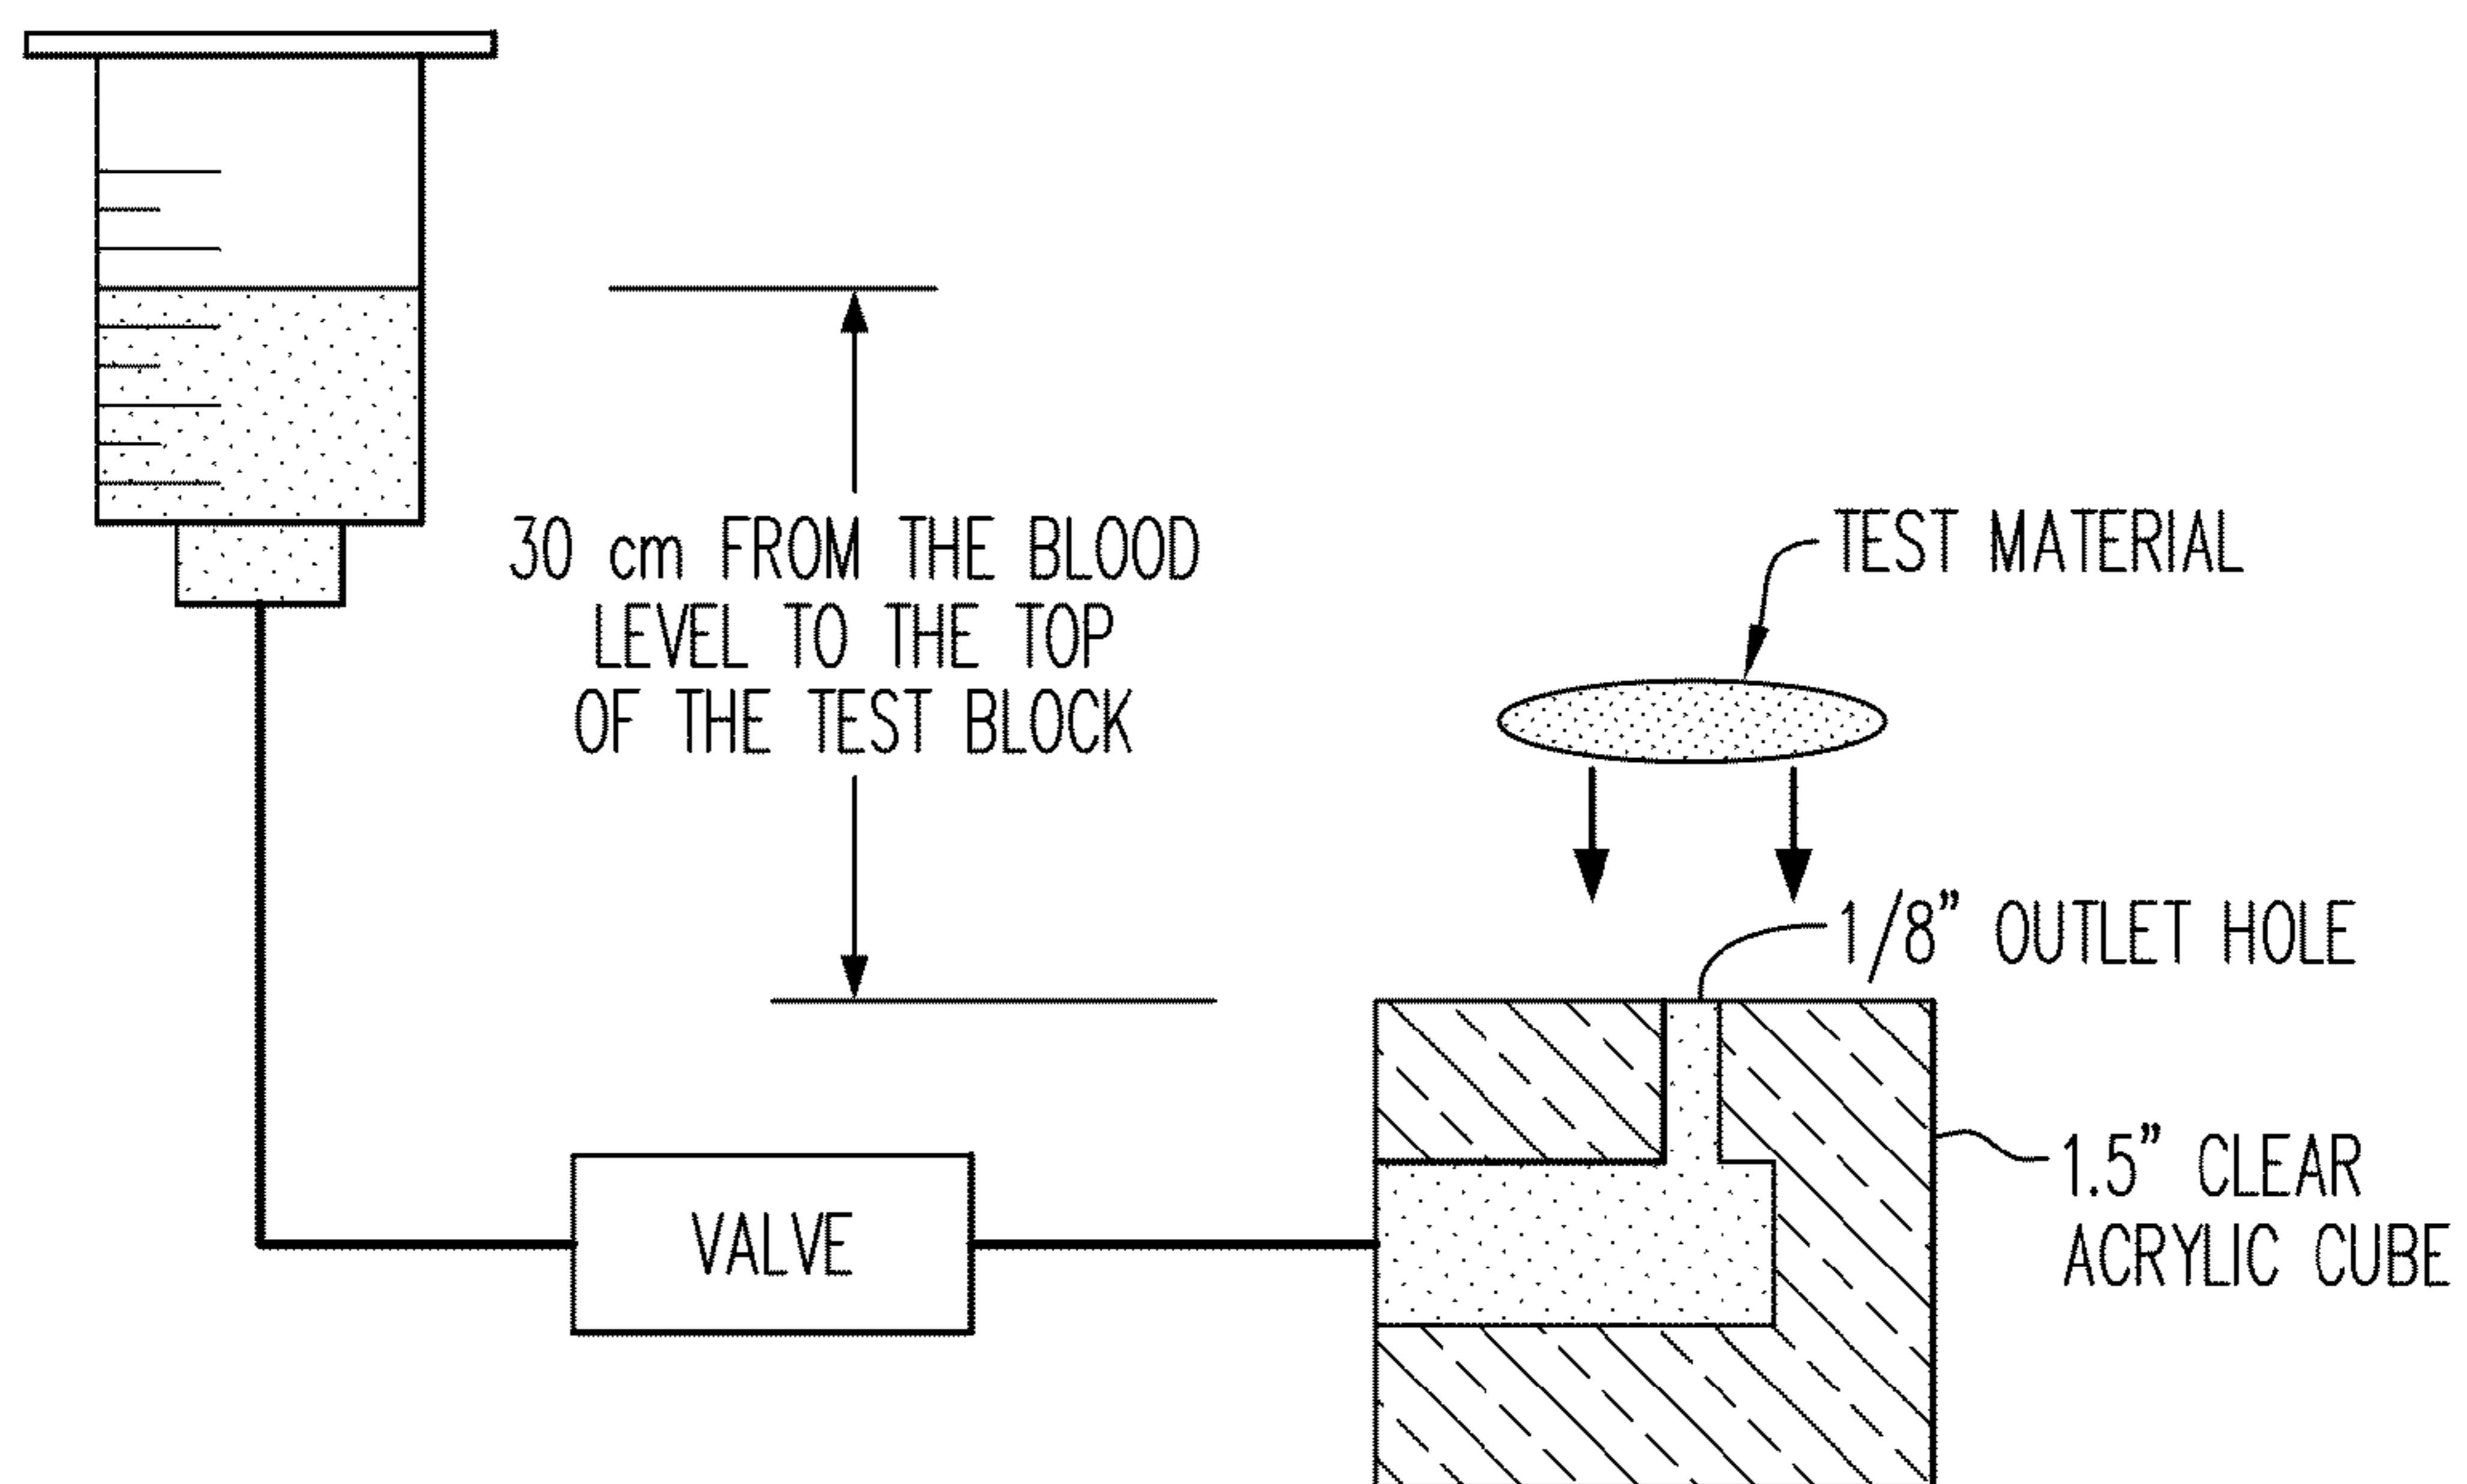 30 cm FROM THE BLOOD
LEVEL TO THE TOP
OF THE TEST BLOCK
TEST MATERIAL
1/8" OUTLET HOLE
VALVE
1.5" CLEAR
ACRYLIC CUBE